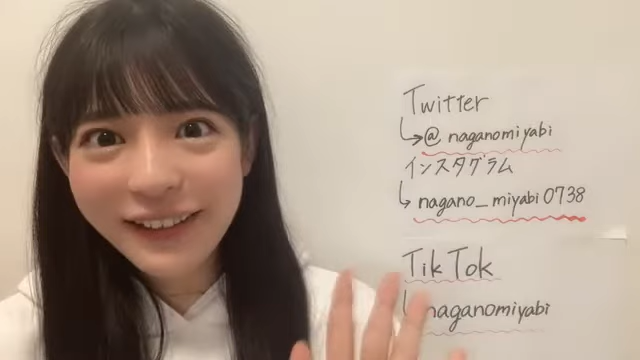 Twitter
@ naganomiyabi
インスタグラム
nagano_miyabi0738
TikTok
naganomiyabi